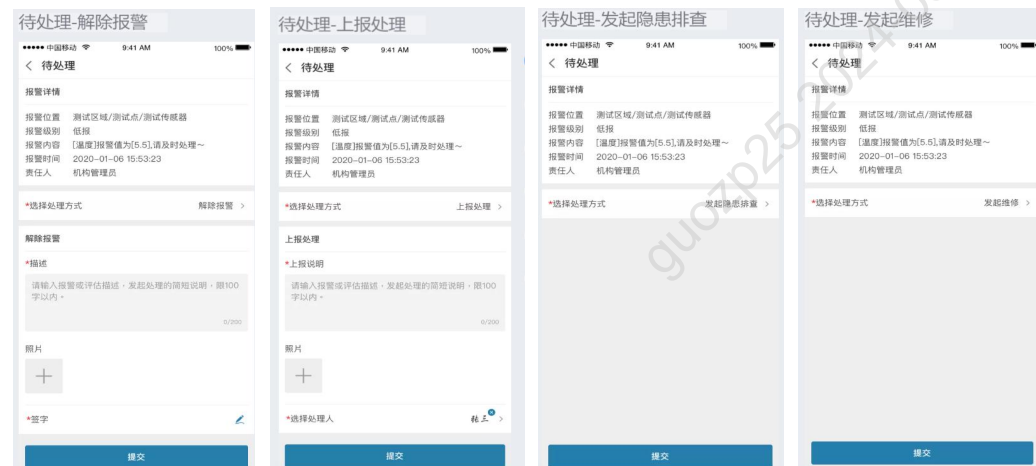 待处理-解除报警
中国移动 9:41 AM 100%
待处理
报警详情
报警位置 测试区域/测试点/测试传感器
报警级别 低报
报警内容 [温度]报警值为[5.5],请及时处理~
报警时间 2020-01-06 15:53:23
责任人 机构管理员
*选择处理方式 解除报警 >
解除报警
*描述
请输入报警或评估描述,发起处理的简短说明,限100
字以内。
0/200
照片
*签字
提交
待处理-上报处理
中国移动 9:41 AM 100%
待处理
报警详情
报警位置 测试区域/测试点/测试传感器
报警级别 低报
报警内容 [温度]报警值为[5.5],请及时处理~
报警时间 2020-01-06 15:53:23
责任人 机构管理员
*选择处理方式 上报处理 >
上报处理
*上报说明
请输入报警或评估描述,发起处理的简短说明,限100
字以内。
0/200
照片
*选择处理人 张三 >
提交
待处理-发起隐患排查
中国移动 9:41 AM 100%
待处理
报警详情
报警位置 测试区域/测试点/测试传感器
报警级别 低报
报警内容 [温度]报警值为[5.5],请及时处理~
报警时间 2020-01-06 15:53:23
责任人 机构管理员
*选择处理方式 发起隐患排查 >
提交
待处理-发起维修
中国移动 9:41 AM 100%
待处理
报警详情
报警位置 测试区域/测试点/测试传感器
报警级别 低报
报警内容 [温度]报警值为[5.5],请及时处理~
报警时间 2020-01-06 15:53:23
责任人 机构管理员
*选择处理方式 发起维修 >
提交
guozp25 2024-0